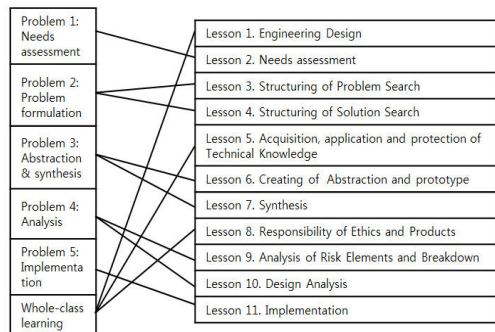 Problem 1:
Needs
assessment
Problem 2:
Problem
formulation
Problem 3:
Abstraction
& synthesis
Problem 4:
Analysis
Problem 5:
Implementa
tion
Whole-class
learning
Lesson 1. Engineering Design
Lesson 2. Needs assessment
Lesson 3. Structuring of Problem Search
Lesson 4. Structuring of Solution Search
Lesson 5. Acquisition, application and protection of
Technical Knowledge
Lesson 6. Creating of Abstraction and prototype
Lesson 7. Synthesis
Lesson 8. Responsibility of Ethics and Products
Lesson 9. Analysis of Risk Elements and Breakdown
Lesson 10. Design Analysis
Lesson 11. Implementation